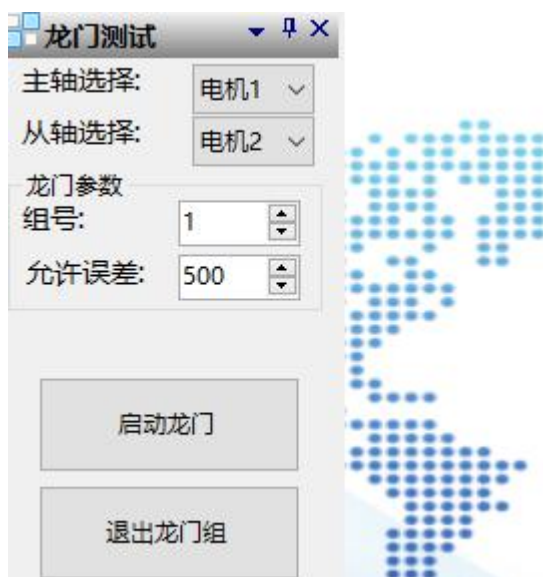 龙门测试
主轴选择: 电机1
从轴选择: 电机2
龙门参数
组号: 1
允许误差: 500
启动龙门
退出龙门组